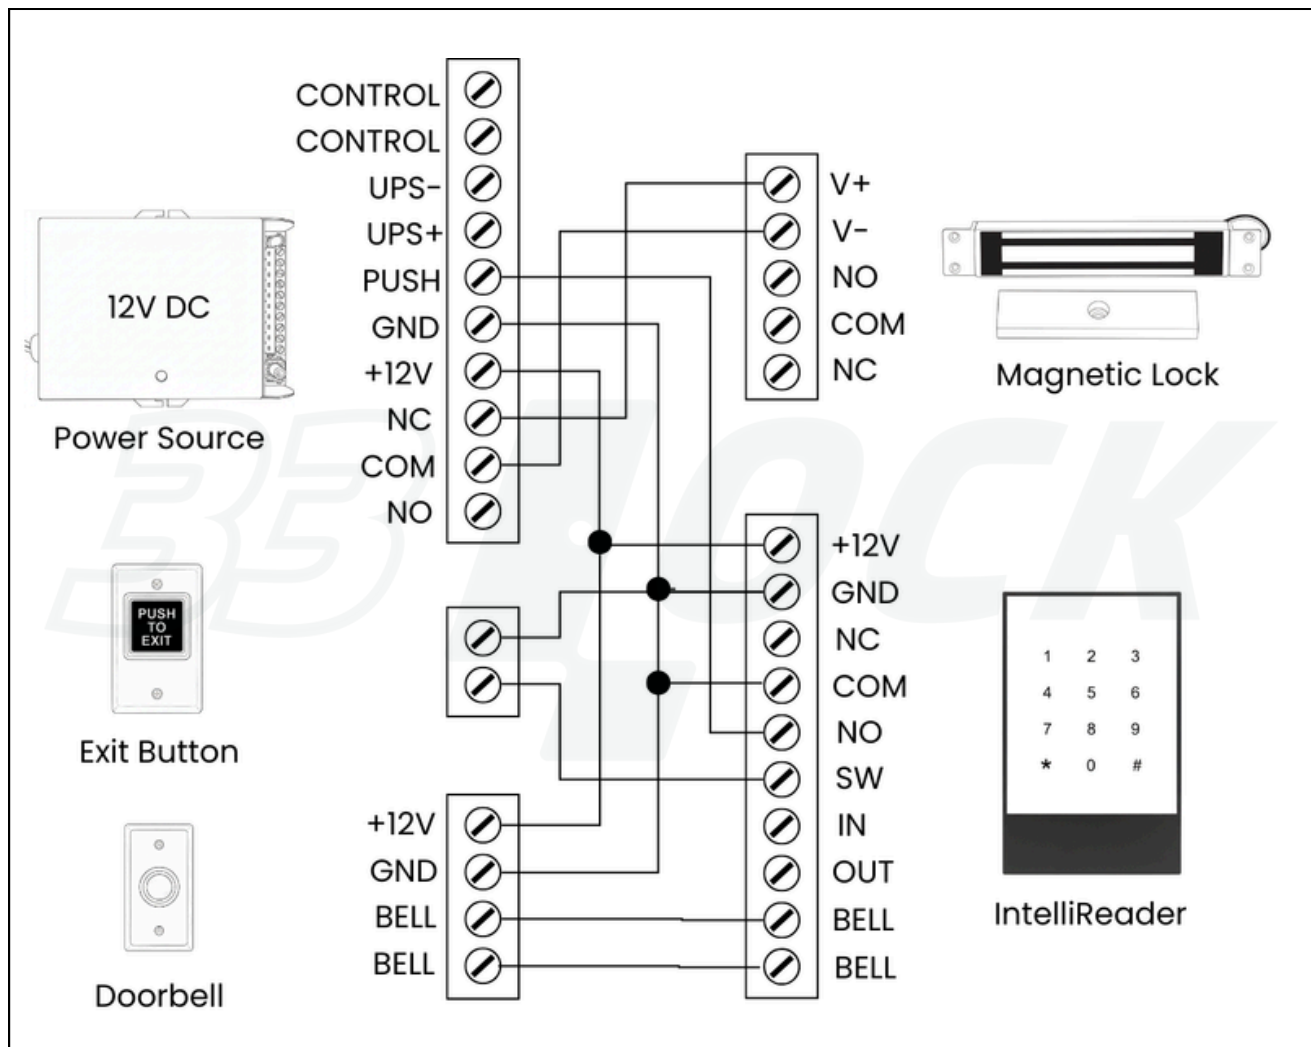 CONTROL
CONTROL
UPS-
UPS+
PUSH
GND
+12V
NC
COM
NO
12V DC
Power Source
V+
V-
NO
COM
NC
Magnetic Lock
PUSH
TO
EXIT
Exit Button
+12V
GND
NC
COM
NO
SW
IN
OUT
BELL
BELL
1 2 3
4 5 6
7 8 9
* 0 #
IntelliReader
+12V
GND
BELL
BELL
Doorbell